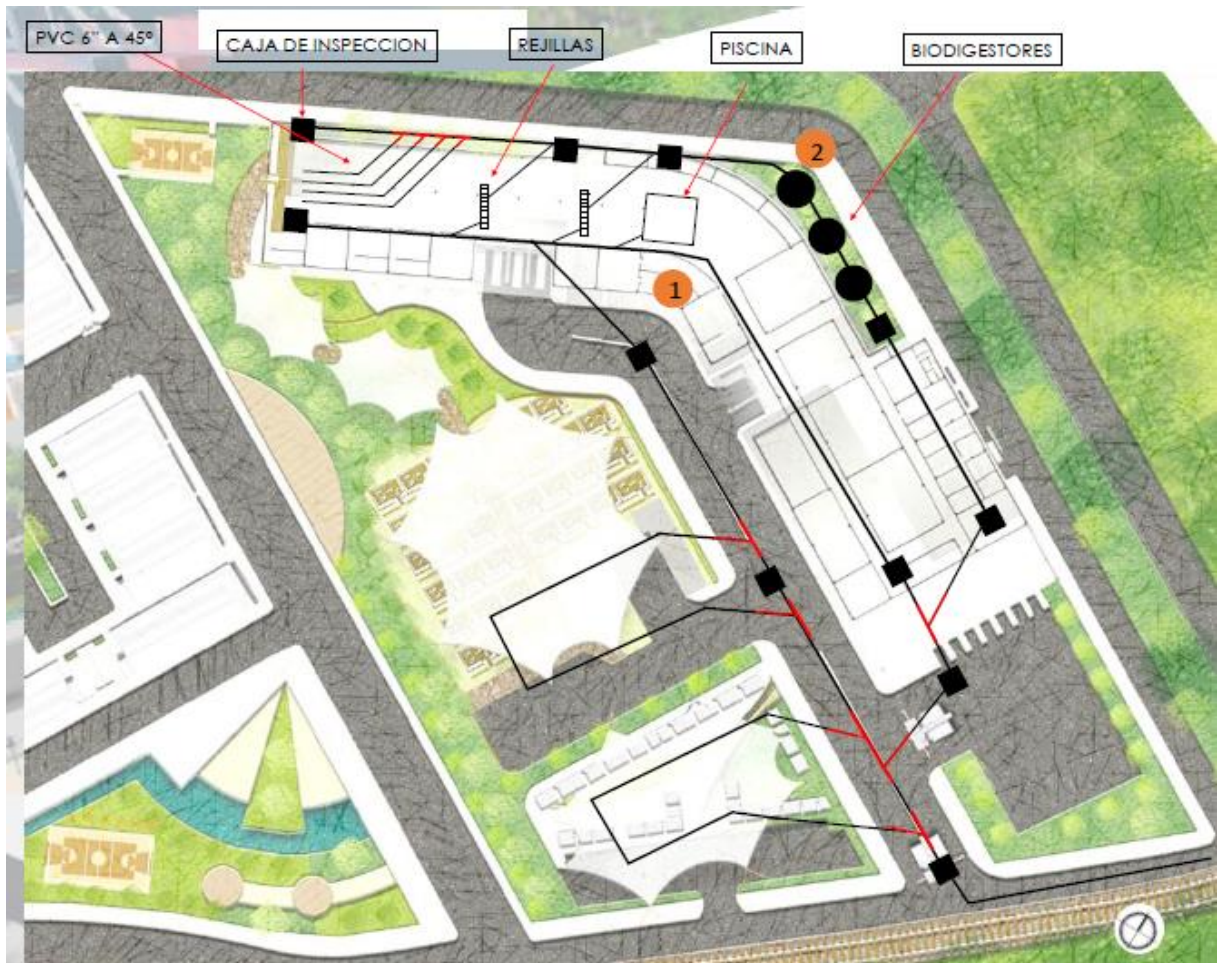 PVC 6" A 45º
CAJA DE INSPECCION
REJILLAS
PISCINA
BIODIGESTORES
2
1